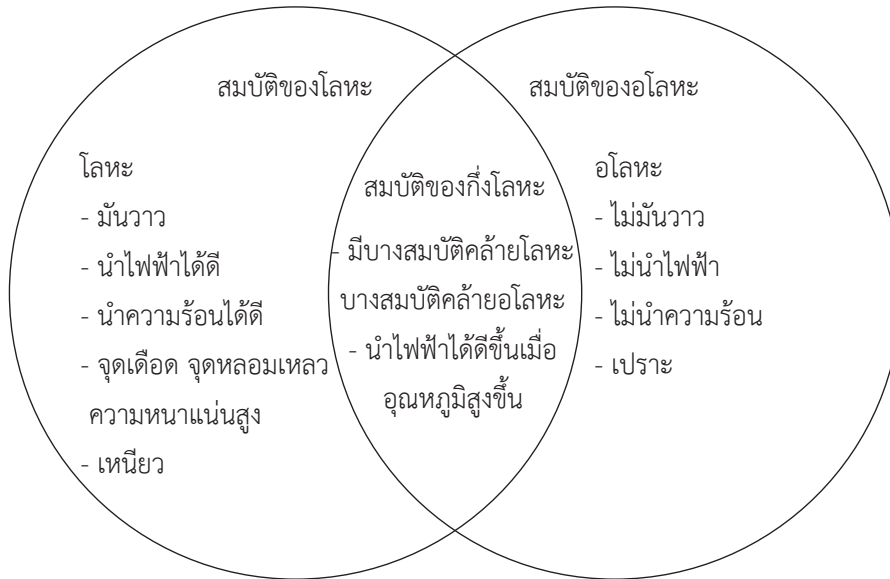 สมบัติของโลหะ
โลหะ
- มันวาว
- นำไฟฟ้าได้ดี
- นำความร้อนได้ดี
- จุดเดือด จุดหลอมเหลว
ความหนาแน่นสูง
- เหนียว
สมบัติของกึ่งโลหะ
- มีบางสมบัติคล้ายโลหะ
บางสมบัติคล้ายอโลหะ
- นำไฟฟ้าได้ดีขึ้นเมื่อ
อุณหภูมิสูงขึ้น
สมบัติของอโลหะ
อโลหะ
- ไม่มันวาว
- ไม่นำไฟฟ้า
- ไม่นำความร้อน
- เปราะ